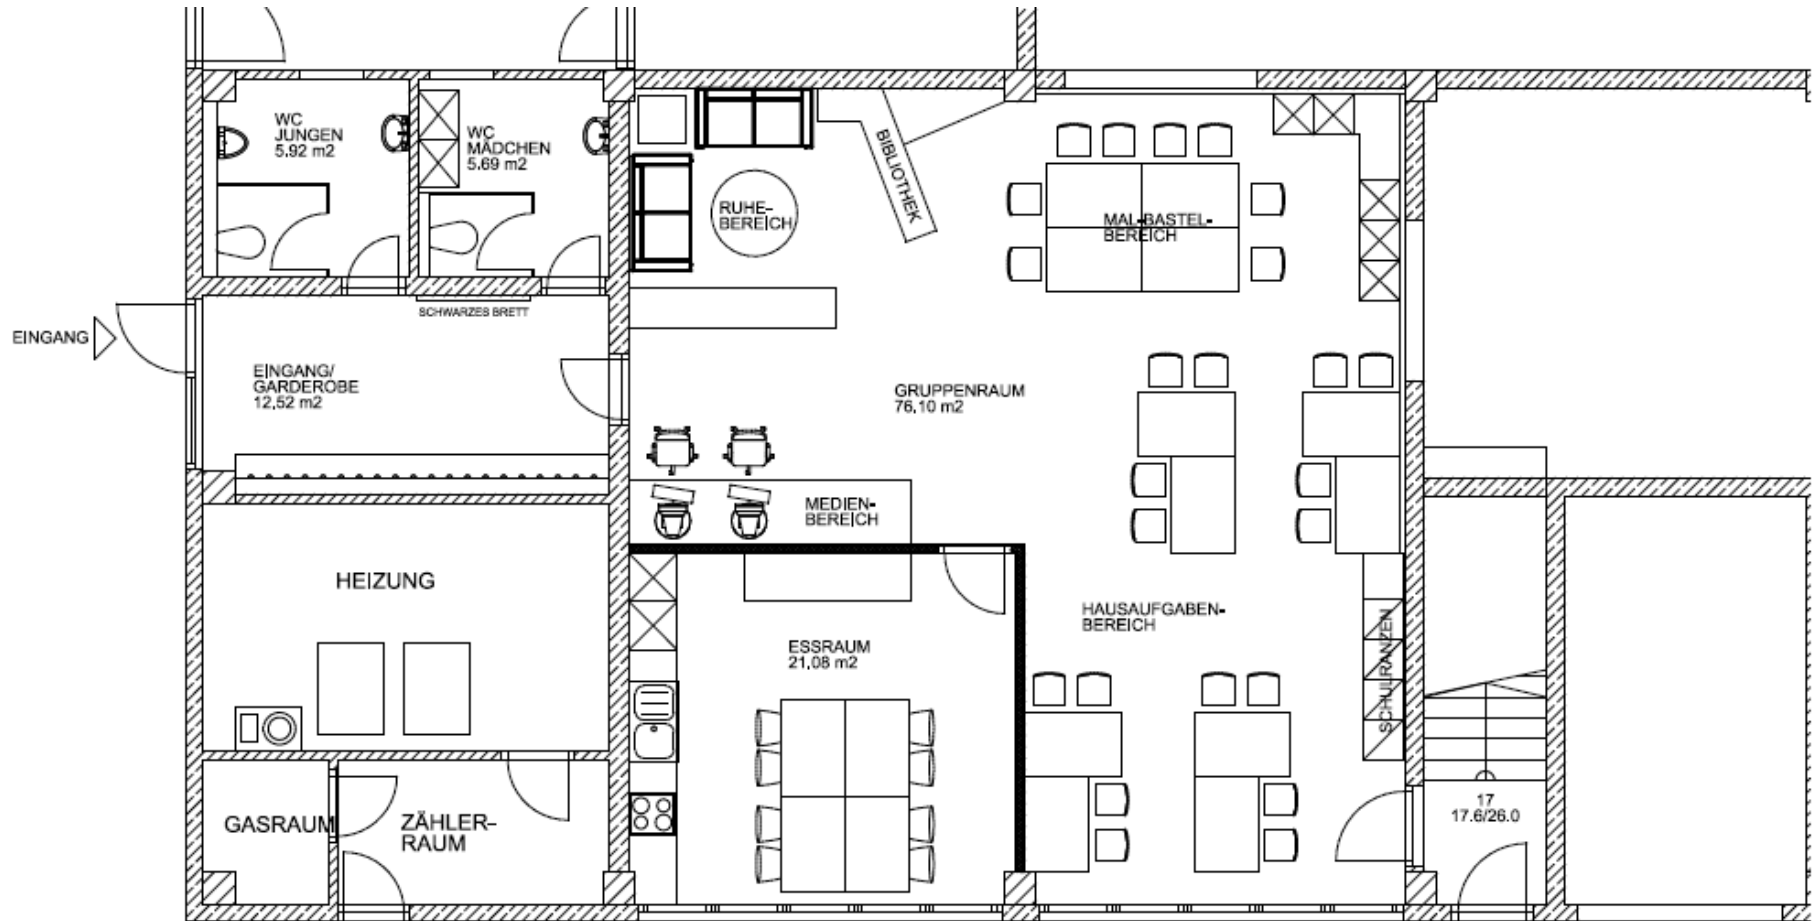 WC
JUNGEN
5.92 m2
WC
MÄDCHEN
5.69 m2
BIBLIOTHEK
RUHE-
BEREICH
MAL-BASTEL-
BEREICH
SCHWARZES BRETT
EINGANG
EINGANG/
GARDEROBE
12,52 m2
GRUPPENRAUM
76,10 m2
MEDIEN-
BEREICH
HEIZUNG
ESSRAUM
21,08 m2
HAUSAUFGABEN-
BEREICH
SCHULRANZEN
GASRAUM
ZÄHLER-
RAUM
17
17.6/26.0